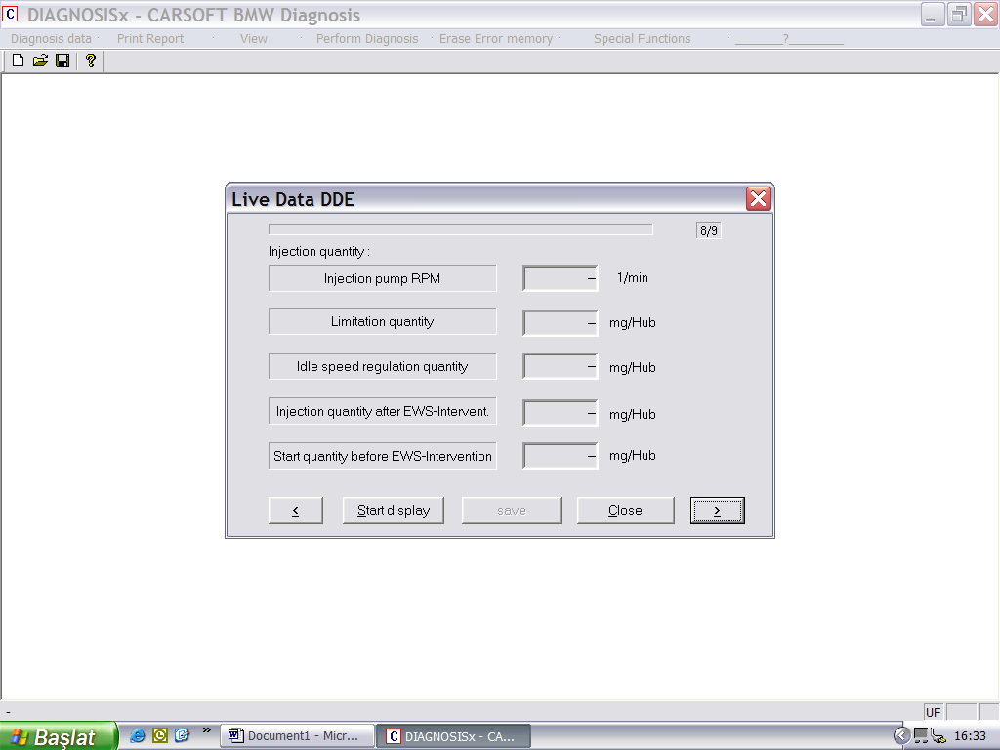 C DIAGNOSISx - CARSOFT BMW Diagnosis
Diagnosis data - Print Report - View - Perform Diagnosis - Erase Error memory - Special Functions - ______?________
?
Live Data DDE
8/9
Injection quantity :
Injection pump RPM – 1/min
Limitation quantity – mg/Hub
Idle speed regulation quantity – mg/Hub
Injection quantity after EWS-Intervent. – mg/Hub
Start quantity before EWS-Intervention – mg/Hub
< Start display save Close >
- UF
Başlat » W Document1 - Micr... C DIAGNOSISx - CA... 16:33